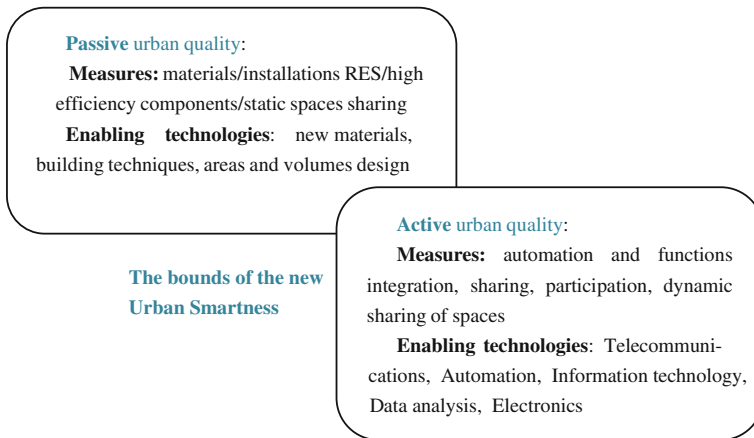 Passive urban quality:
Measures: materials/installations RES/high
efficiency components/static spaces sharing
Enabling technologies: new materials,
building techniques, areas and volumes design
Active urban quality:
Measures: automation and functions
integration, sharing, participation, dynamic
sharing of spaces
Enabling technologies: Telecommuni-
cations, Automation, Information technology,
Data analysis, Electronics
The bounds of the new
Urban Smartness